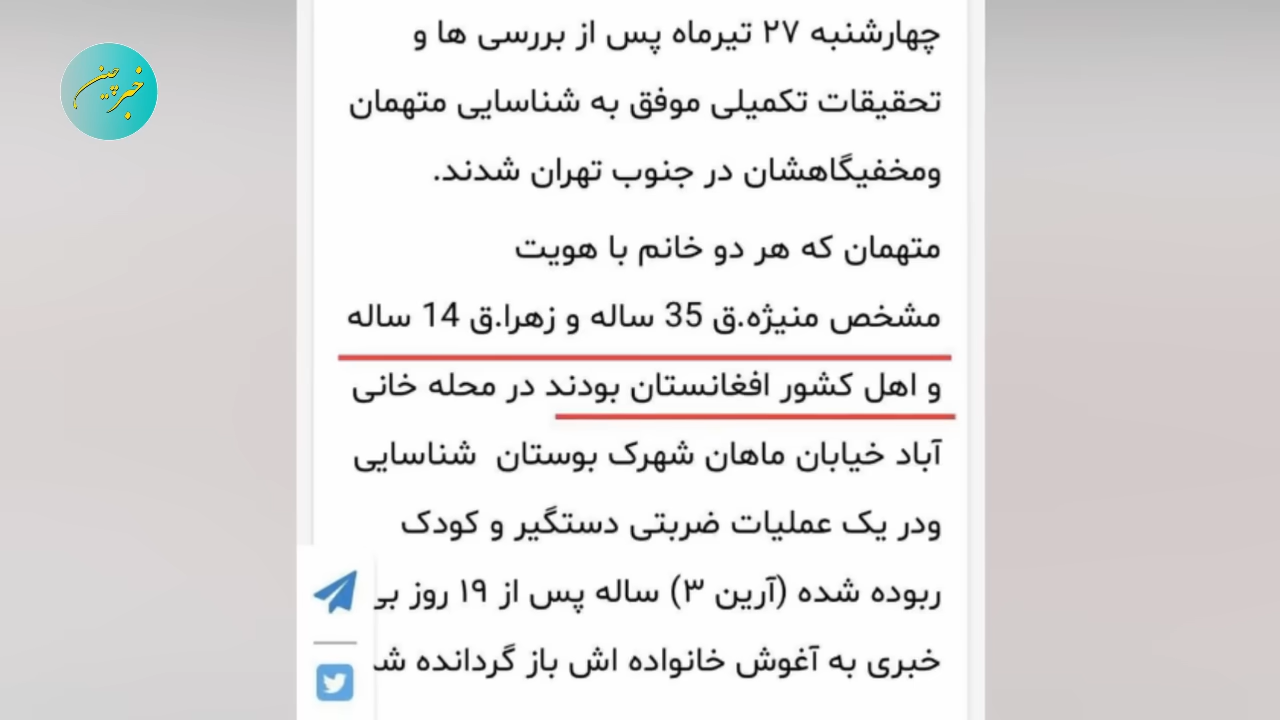 خبرچین
چهارشنبه ۲۷ تیرماه پس از بررسی ها و
تحقیقات تکمیلی موفق به شناسایی متهمان
ومخفیگاهشان در جنوب تهران شدند.
متهمان که هر دو خانم با هویت
مشخص منیژه.ق 35 ساله و زهرا.ق 14 ساله
و اهل کشور افغانستان بودند در محله خانی
آباد خیابان ماهان شهرک بوستان شناسایی
ودر یک عملیات ضربتی دستگیر و کودک
ربوده شده (آرین ۳) ساله پس از ۱۹ روز بی
خبری به آغوش خانواده اش باز گردانده